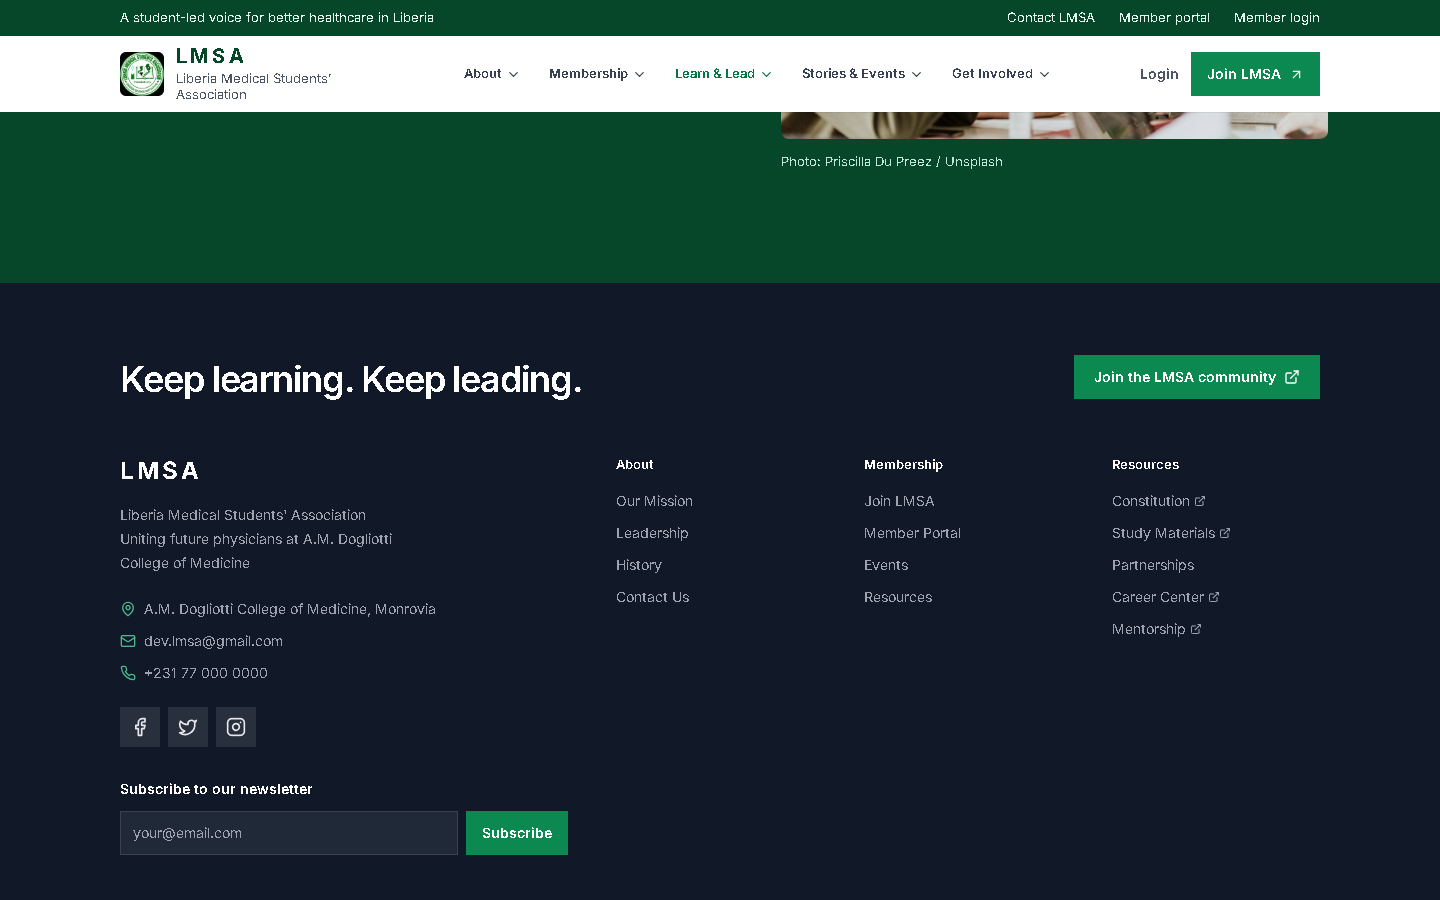 A student-led voice for better healthcare in Liberia
Contact LMSA
Member portal
Member login
LMSA
Liberia Medical Students'
Association
About
Membership
Learn & Lead
Stories & Events
Get Involved
Login
Join LMSA
Photo: Priscilla Du Preez / Unsplash
Keep learning. Keep leading.
Join the LMSA community
LMSA
Liberia Medical Students' Association
Uniting future physicians at A.M. Dogliotti
College of Medicine
A.M. Dogliotti College of Medicine, Monrovia
dev.lmsa@gmail.com
+231 77 000 0000
Subscribe to our newsletter
your@email.com
Subscribe
About
Our Mission
Leadership
History
Contact Us
Membership
Join LMSA
Member Portal
Events
Resources
Resources
Constitution
Study Materials
Partnerships
Career Center
Mentorship